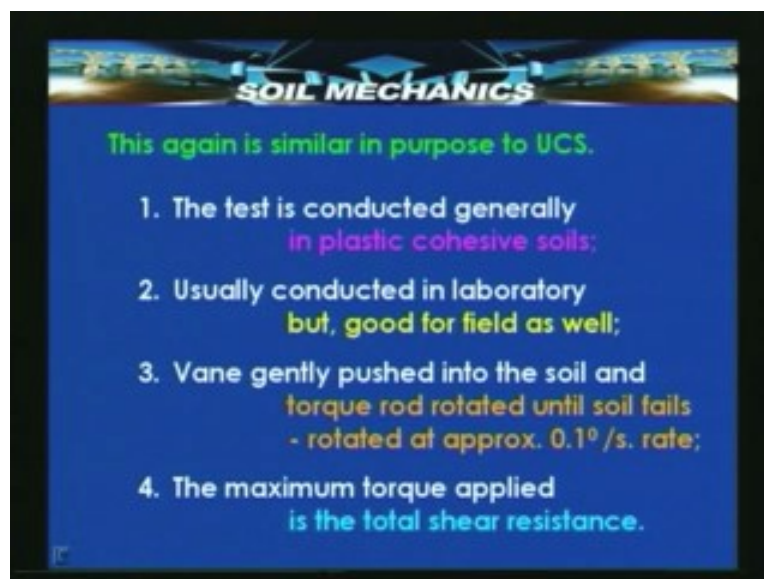 SOIL MECHANICS
This again is similar in purpose to UCS.
1. The test is conducted generally
in plastic cohesive soils;
2. Usually conducted in laboratory
but, good for field as well;
3. Vane gently pushed into the soil and
torque rod rotated until soil fails
- rotated at approx. 0.1⁰ /s. rate;
4. The maximum torque applied
is the total shear resistance.